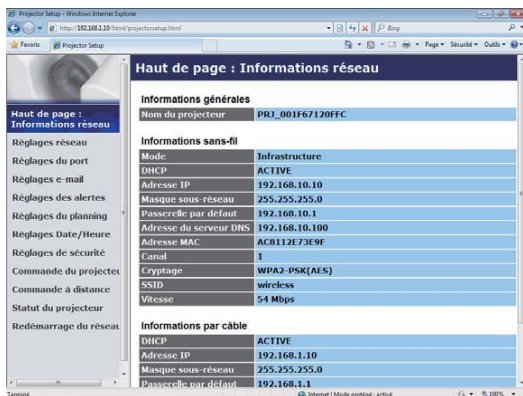 Projector Setup - Windows Internet Explorer
http://192.168.1.10/html/projectorsetup.html
Bing
Favoris Projector Setup Page Sécurité Outils
Haut de page : Informations réseau
Haut de page :
Informations réseau
Réglages réseau
Réglages du port
Réglages e-mail
Réglages des alertes
Réglages du planning
Réglages Date/Heure
Réglages de sécurité
Commande du projecteu
Commande à distance
Statut du projecteur
Redémarrage du réseau
Informations générales
Nom du projecteur PRJ_001F67120FFC
Informations sans-fil
Mode Infrastructure
DHCP ACTIVE
Adresse IP 192.168.10.10
Masque sous-réseau 255.255.255.0
Passerelle par défaut 192.168.10.1
Adresse du serveur DNS 192.168.10.100
Adresse MAC AC8112E73E9F
Canal 1
Cryptage WPA2-PSK(AES)
SSID wireless
Vitesse 54 Mbps
Informations par câble
DHCP ACTIVE
Adresse IP 192.168.1.10
Masque sous-réseau 255.255.255.0
Passerelle par défaut 192.168.1.1
Terminé Internet | Mode protégé : activé 100%